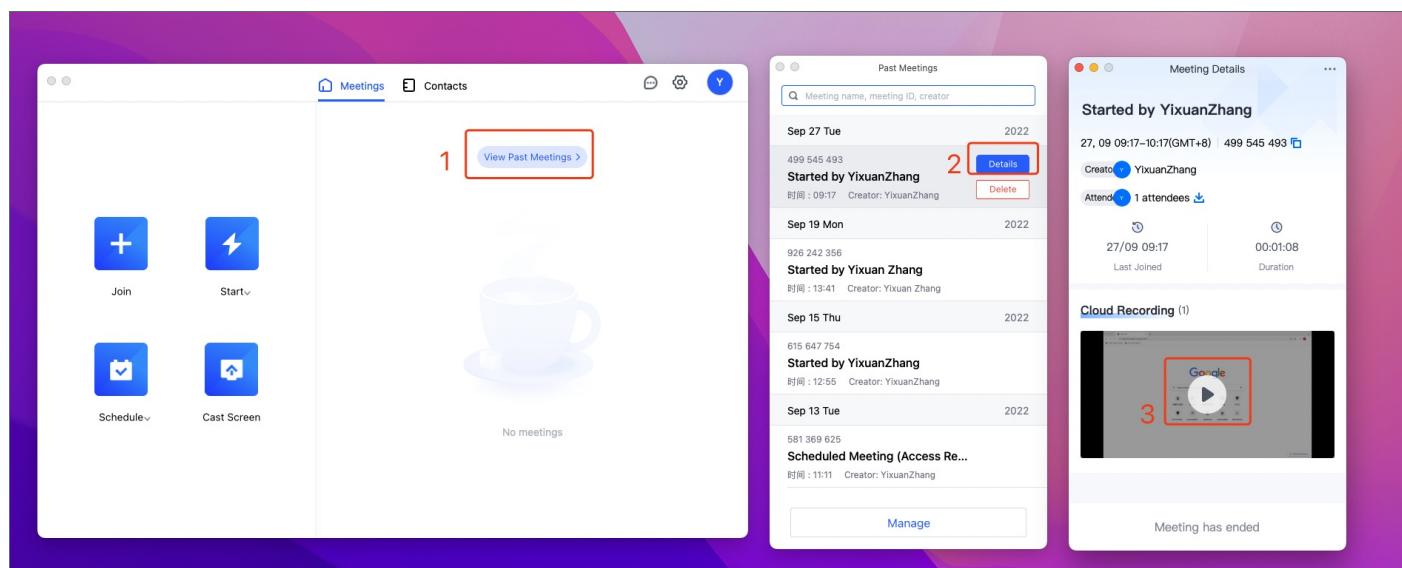 Meetings
Contacts
Y
1
View Past Meetings >
Join
Start
Schedule
Cast Screen
No meetings
Past Meetings
Meeting name, meeting ID, creator
Sep 27 Tue 2022
499 545 493
2
Details
Started by YixuanZhang
时间 : 09:17 Creator: YixuanZhang
Delete
Sep 19 Mon 2022
926 242 356
Started by Yixuan Zhang
时间 : 13:41 Creator: Yixuan Zhang
Sep 15 Thu 2022
615 647 754
Started by YixuanZhang
时间 : 12:55 Creator: YixuanZhang
Sep 13 Tue 2022
581 369 625
Scheduled Meeting (Access Re...
时间 : 11:11 Creator: YixuanZhang
Manage
Meeting Details
Started by YixuanZhang
27, 09 09:17-10:17(GMT+8) 499 545 493
Creato Y YixuanZhang
Attend Y 1 attendees
27/09 09:17
Last Joined
00:01:08
Duration
Cloud Recording (1)
Google
3
Meeting has ended